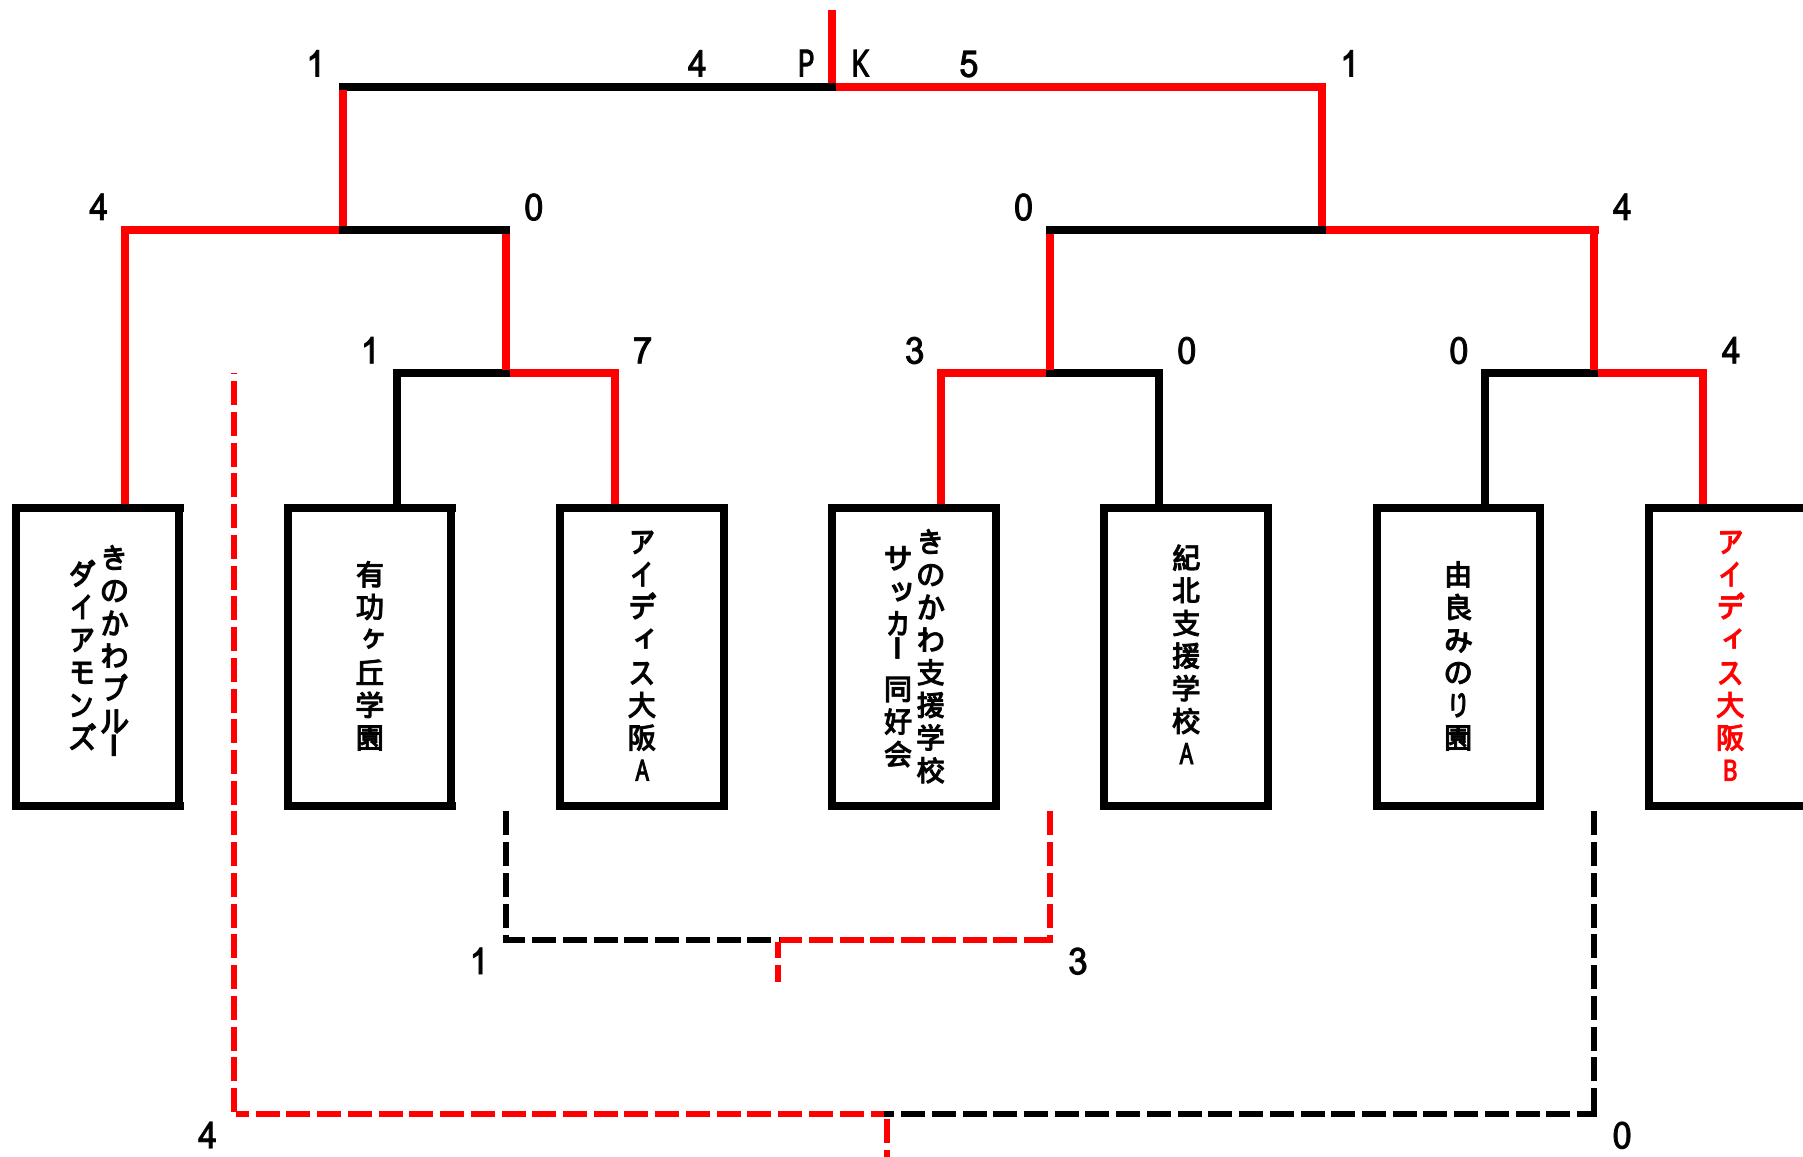 1 4 P K 5 1
4 0 0 4
1 7 3 0 0 4
きのかわブルー
ダイアモンズ
有功ヶ丘学園
アイディス大阪A
きのかわ支援学校
サッカー同好会
紀北支援学校A
由良みのり園
アイディス大阪B
1 3
4 0